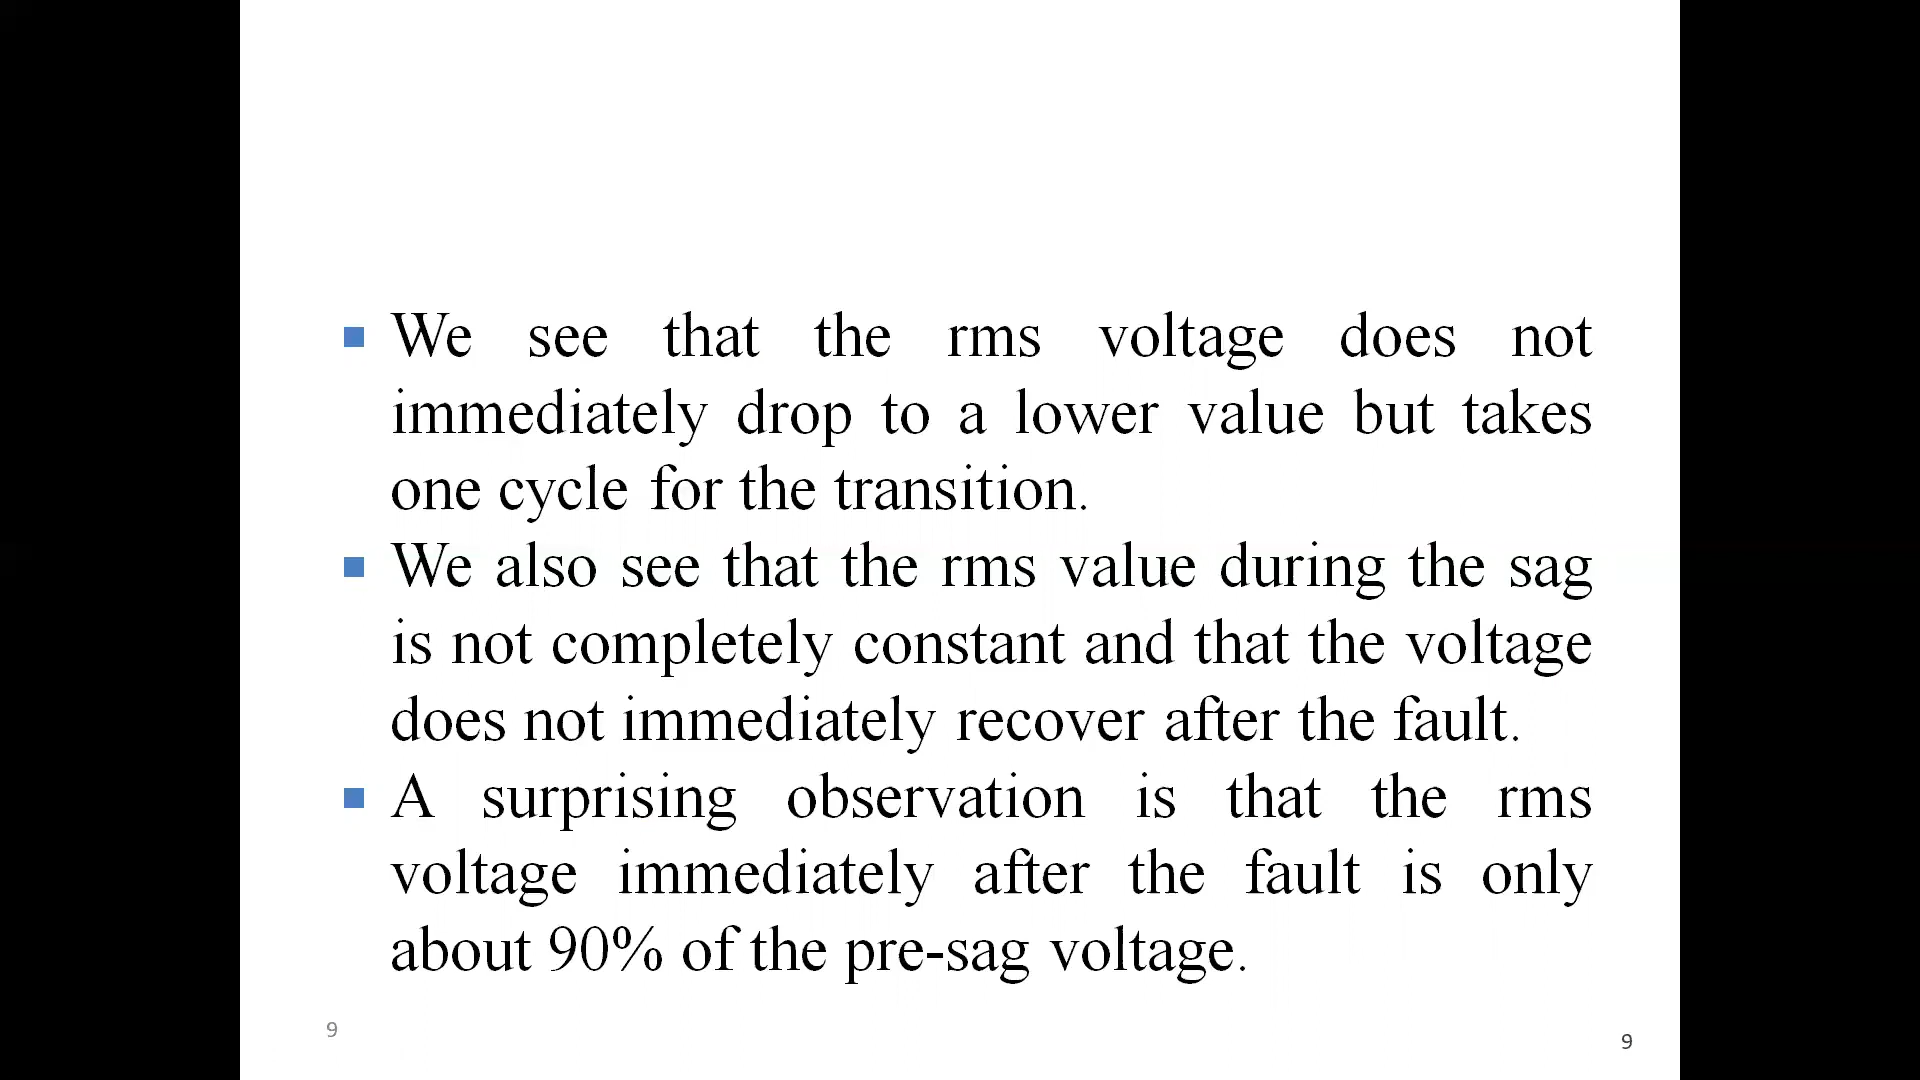 We see that the rms voltage does not
immediately drop to a lower value but takes
one cycle for the transition.
We also see that the rms value during the sag
is not completely constant and that the voltage
does not immediately recover after the fault.
A surprising observation is that the rms
voltage immediately after the fault is only
about 90% of the pre-sag voltage.
9
9